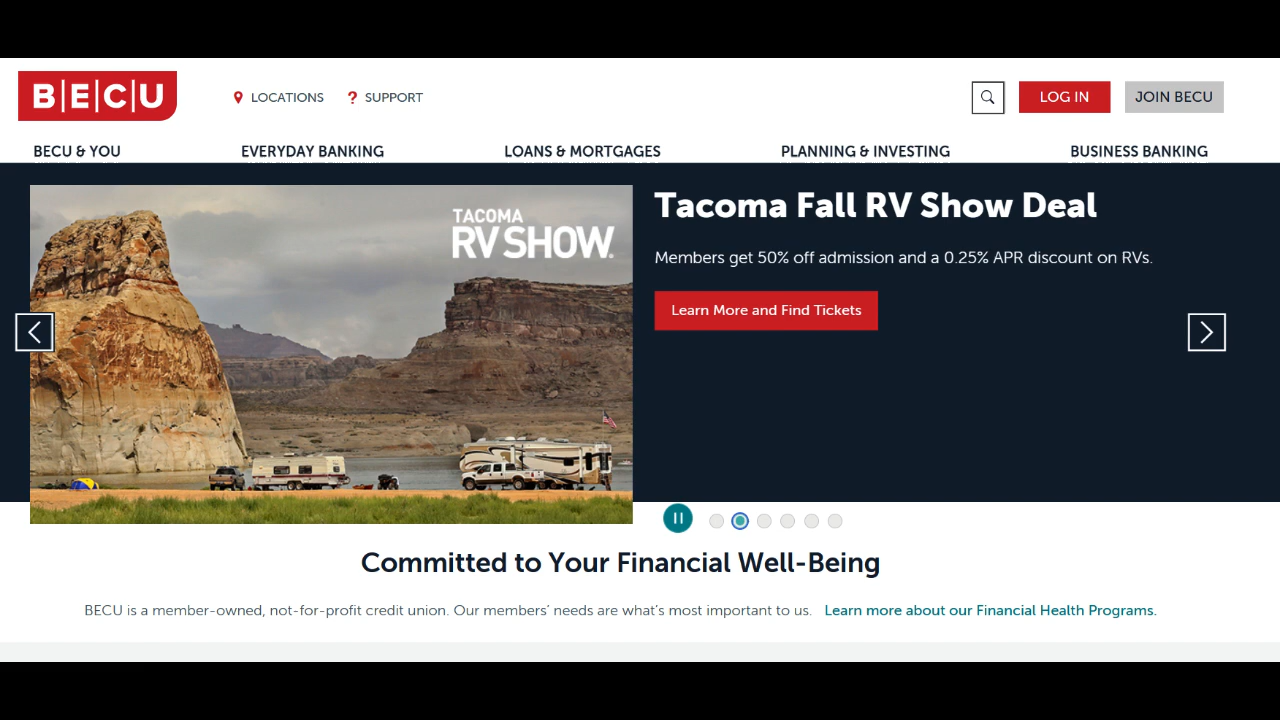 B|E|C|U
LOCATIONS
? SUPPORT
LOG IN
JOIN BECU
BECU & YOU
EVERYDAY BANKING
LOANS & MORTGAGES
PLANNING & INVESTING
BUSINESS BANKING
TACOMA
RV SHOW.
Tacoma Fall RV Show Deal
Members get 50% off admission and a 0.25% APR discount on RVs.
Learn More and Find Tickets
Committed to Your Financial Well-Being
BECU is a member-owned, not-for-profit credit union. Our members' needs are what's most important to us. Learn more about our Financial Health Programs.